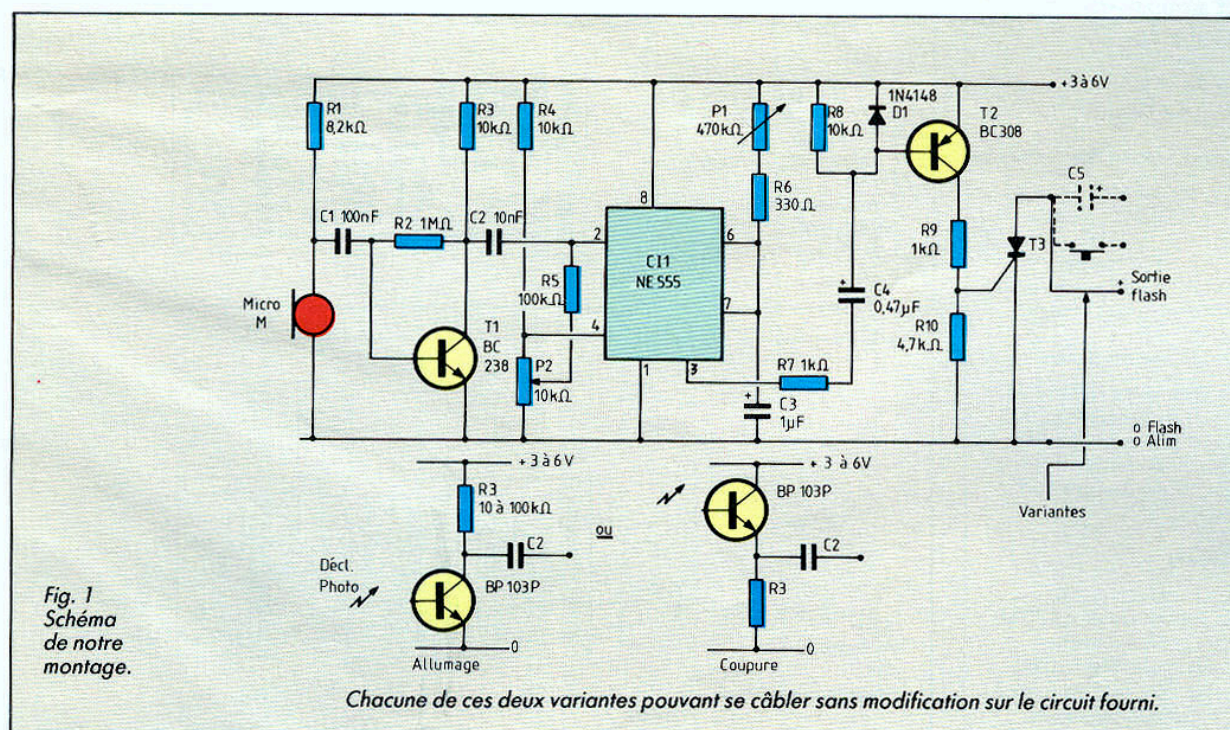 +3 à 6V
R1
8,2kΩ
R3
10kΩ
R4
10kΩ
P1
470kΩ
R8
10kΩ
1N4148
D1
T2
BC308
C5
+
C1 100nF
R2 1MΩ
C2 10nF
8
2
6
R6
330Ω
R9
1kΩ
T3
CI1
NE555
R5
100kΩ
7
+
C4
0,47µF
Sortie
flash
+
Micro
M
T1
BC
238
4
P2
10kΩ
1
3
R7 1kΩ
R10
4,7kΩ
+
C3
1µF
o Flash
o Alim
+ 3 à 6V
R3
10 à 100kΩ
C2
Décl.
Photo
BP 103P
0
Allumage
ou
+ 3 à 6V
BP 103P
C2
R3
0
Coupure
Variantes
Fig. 1
Schéma
de notre
montage.
Chacune de ces deux variantes pouvant se câbler sans modification sur le circuit fourni.